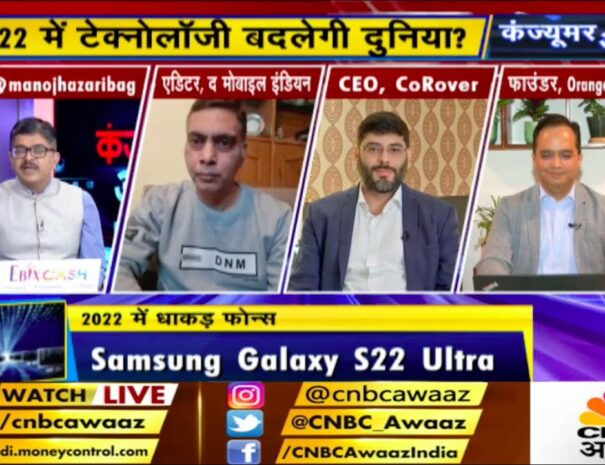 22 में टेक्नोलॉजी बदलेगी दुनिया?
कंज्यूमर
@manojhazaribag
एडिटर, द मोबाइल इंडियन
CEO, CoRover
फाउंडर, Orange
DNM
EBIXCASH
2022 में धाकड़ फोन्स
Samsung Galaxy S22 Ultra
WATCH LIVE
/cnbcawaaz
di.moneycontrol.com
@cnbcawaaz
@CNBC_Awaaz
/CNBCAwaazIndia